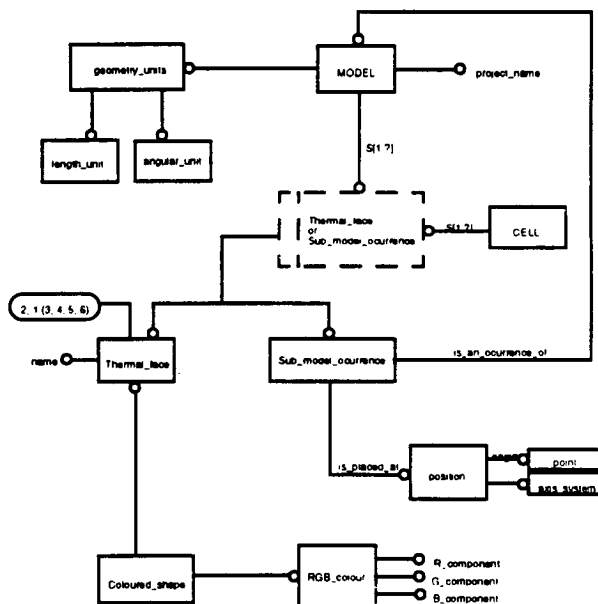 geometry_units
MODEL
project_name
length_unit
angular_unit
S[1 ?]
Thermal_face
or
Sub_model_ocurrence
S[1 ?]
CELL
2, 1 (3, 4, 5, 6)
name
Thermal_face
Sub_model_ocurrence
is_an_ocurrence_of
is_placed_at
position
point
axis_system
Coloured_shape
RGB_colour
R_component
G_component
B_component